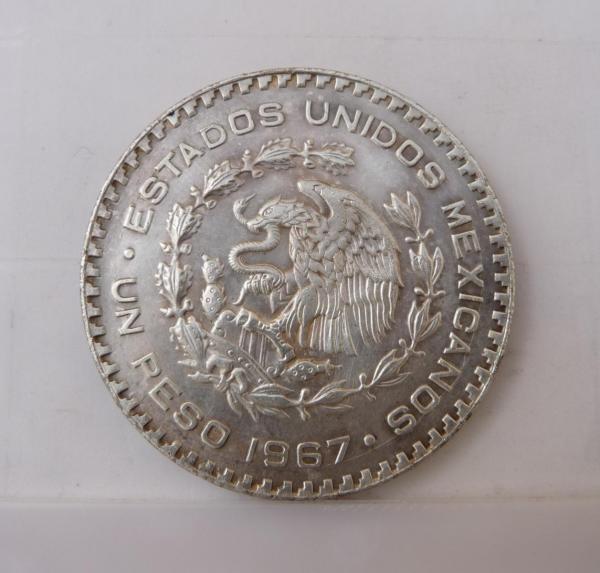 ESTADOS UNIDOS MEXICANOS
· UN PESO 1967 ·